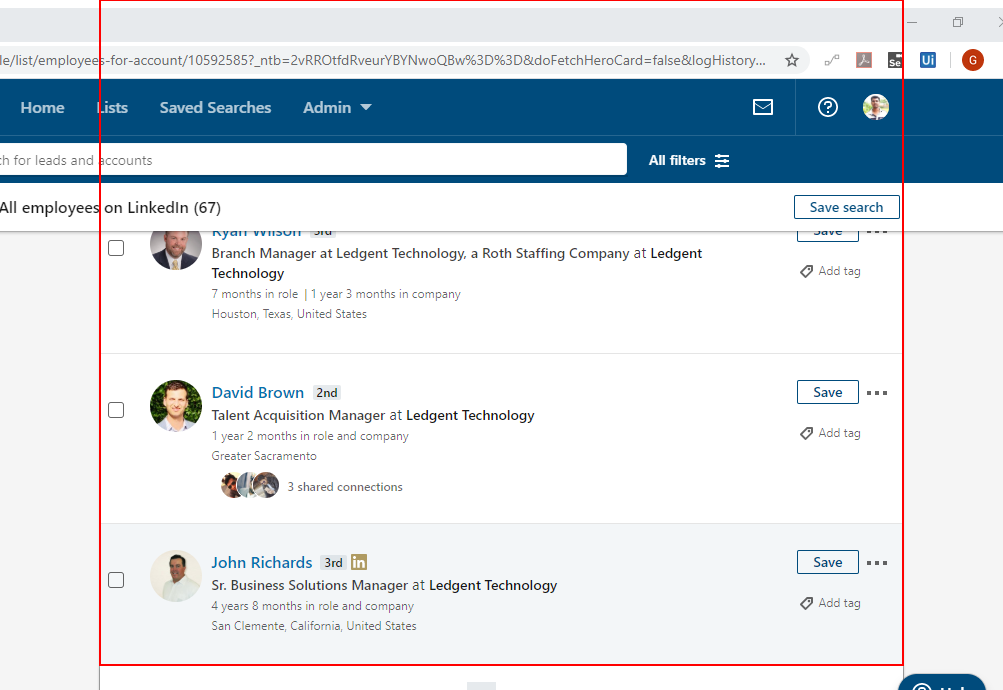 le/list/employees-for-account/10592585?_ntb=2vRROtfdRveurYBYNwoQBw%3D%3D&doFetchHeroCard=false&logHistory...
Se
Ui
G
Home Lists Saved Searches Admin
ch for leads and accounts
All filters
All employees on LinkedIn (67)
Save search
Ryan Wilson 3rd
Save
Branch Manager at Ledgent Technology, a Roth Staffing Company at Ledgent
Technology
Add tag
7 months in role | 1 year 3 months in company
Houston, Texas, United States
David Brown 2nd
Save
Talent Acquisition Manager at Ledgent Technology
1 year 2 months in role and company
Add tag
Greater Sacramento
3 shared connections
John Richards 3rd in
Save
Sr. Business Solutions Manager at Ledgent Technology
4 years 8 months in role and company
Add tag
San Clemente, California, United States